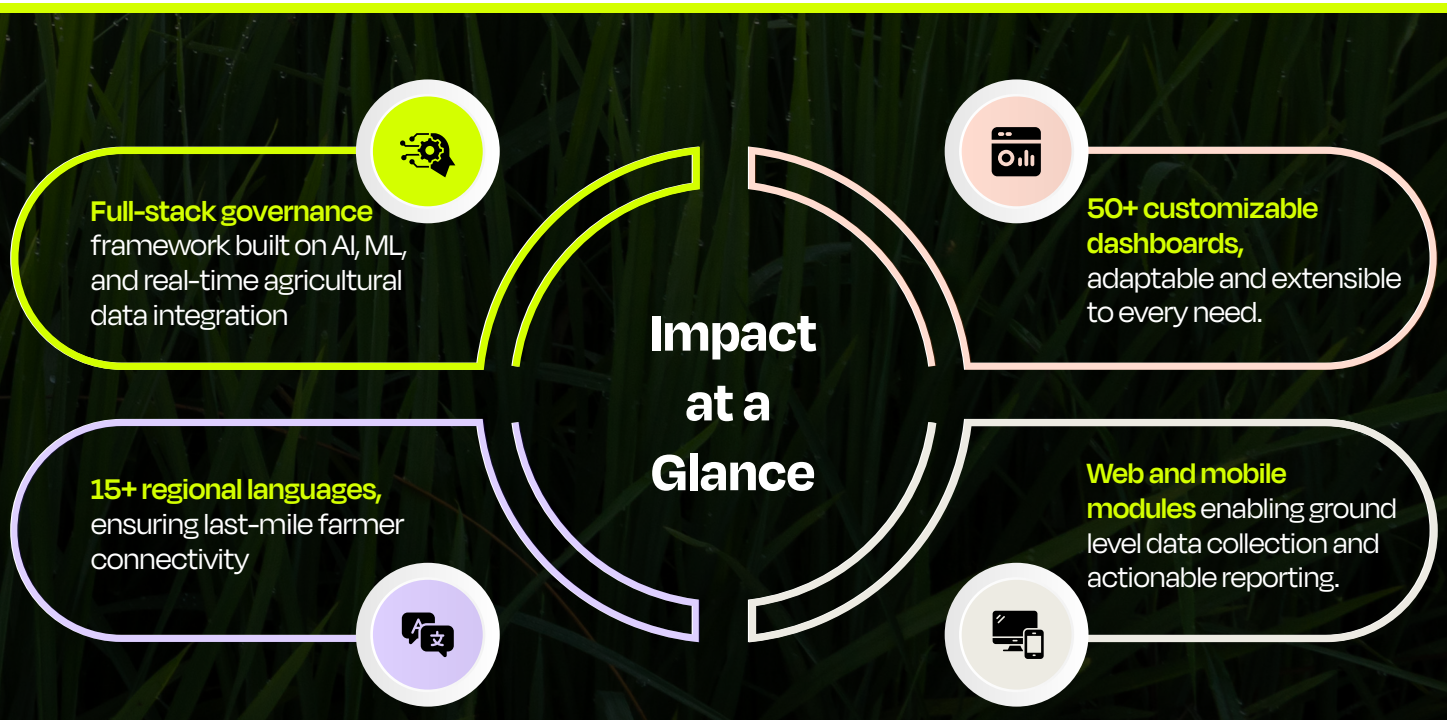 Full-stack governance
framework built on AI, ML,
and real-time agricultural
data integration
50+ customizable
dashboards,
adaptable and extensible
to every need.
Impact
at a
Glance
15+ regional languages,
ensuring last-mile farmer
connectivity
Web and mobile
modules enabling ground
level data collection and
actionable reporting.
A
文